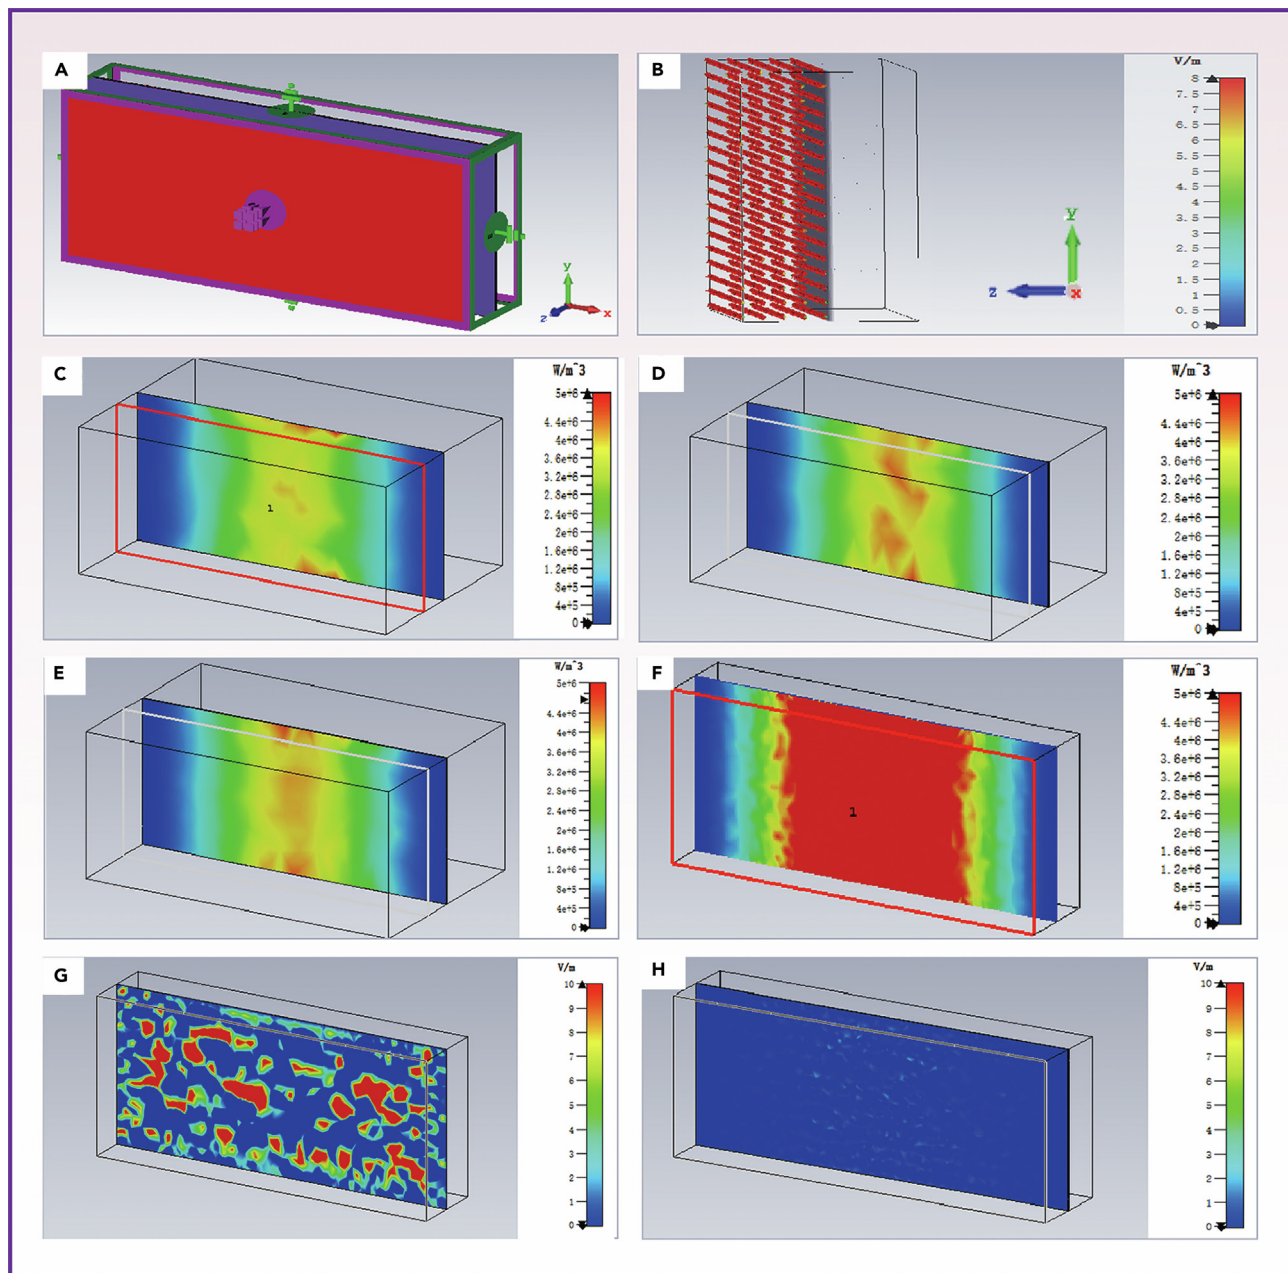 A
y
z
x
B
V/m
8
7.5
7
6.5
6
5.5
5
4.5
4
3.5
3
2.5
2
1.5
1
0.5
0
y
z
x
C
1
W/m^3
5e+6
4.4e+6
4e+6
3.6e+6
3.2e+6
2.8e+6
2.4e+6
2e+6
1.6e+6
1.2e+6
8e+5
4e+5
0
D
W/m^3
5e+6
4.4e+6
4e+6
3.6e+6
3.2e+6
2.8e+6
2.4e+6
2e+6
1.6e+6
1.2e+6
8e+5
4e+5
0
E
W/m^3
5e+6
4.4e+6
4e+6
3.6e+6
3.2e+6
2.8e+6
2.4e+6
2e+6
1.6e+6
1.2e+6
8e+5
4e+5
0
F
1
W/m^3
5e+6
4.4e+6
4e+6
3.6e+6
3.2e+6
2.8e+6
2.4e+6
2e+6
1.6e+6
1.2e+6
8e+5
4e+5
0
G
V/m
10
9
8
7
6
5
4
3
2
1
0
H
V/m
10
9
8
7
6
5
4
3
2
1
0